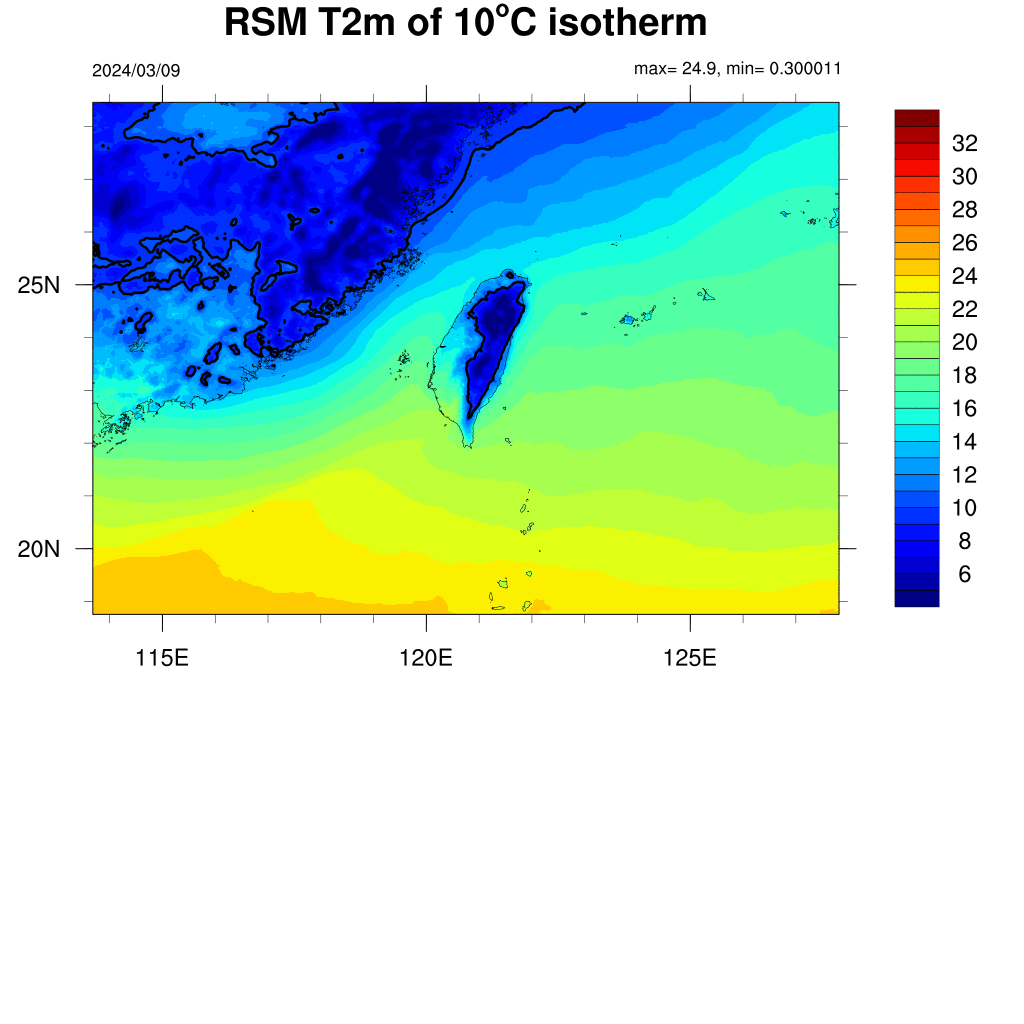 RSM T2m of 10°C isotherm
2024/03/09
max= 24.9, min= 0.300011
32
30
28
26
24
22
20
18
16
14
12
10
8
6
25N
20N
115E
120E
125E